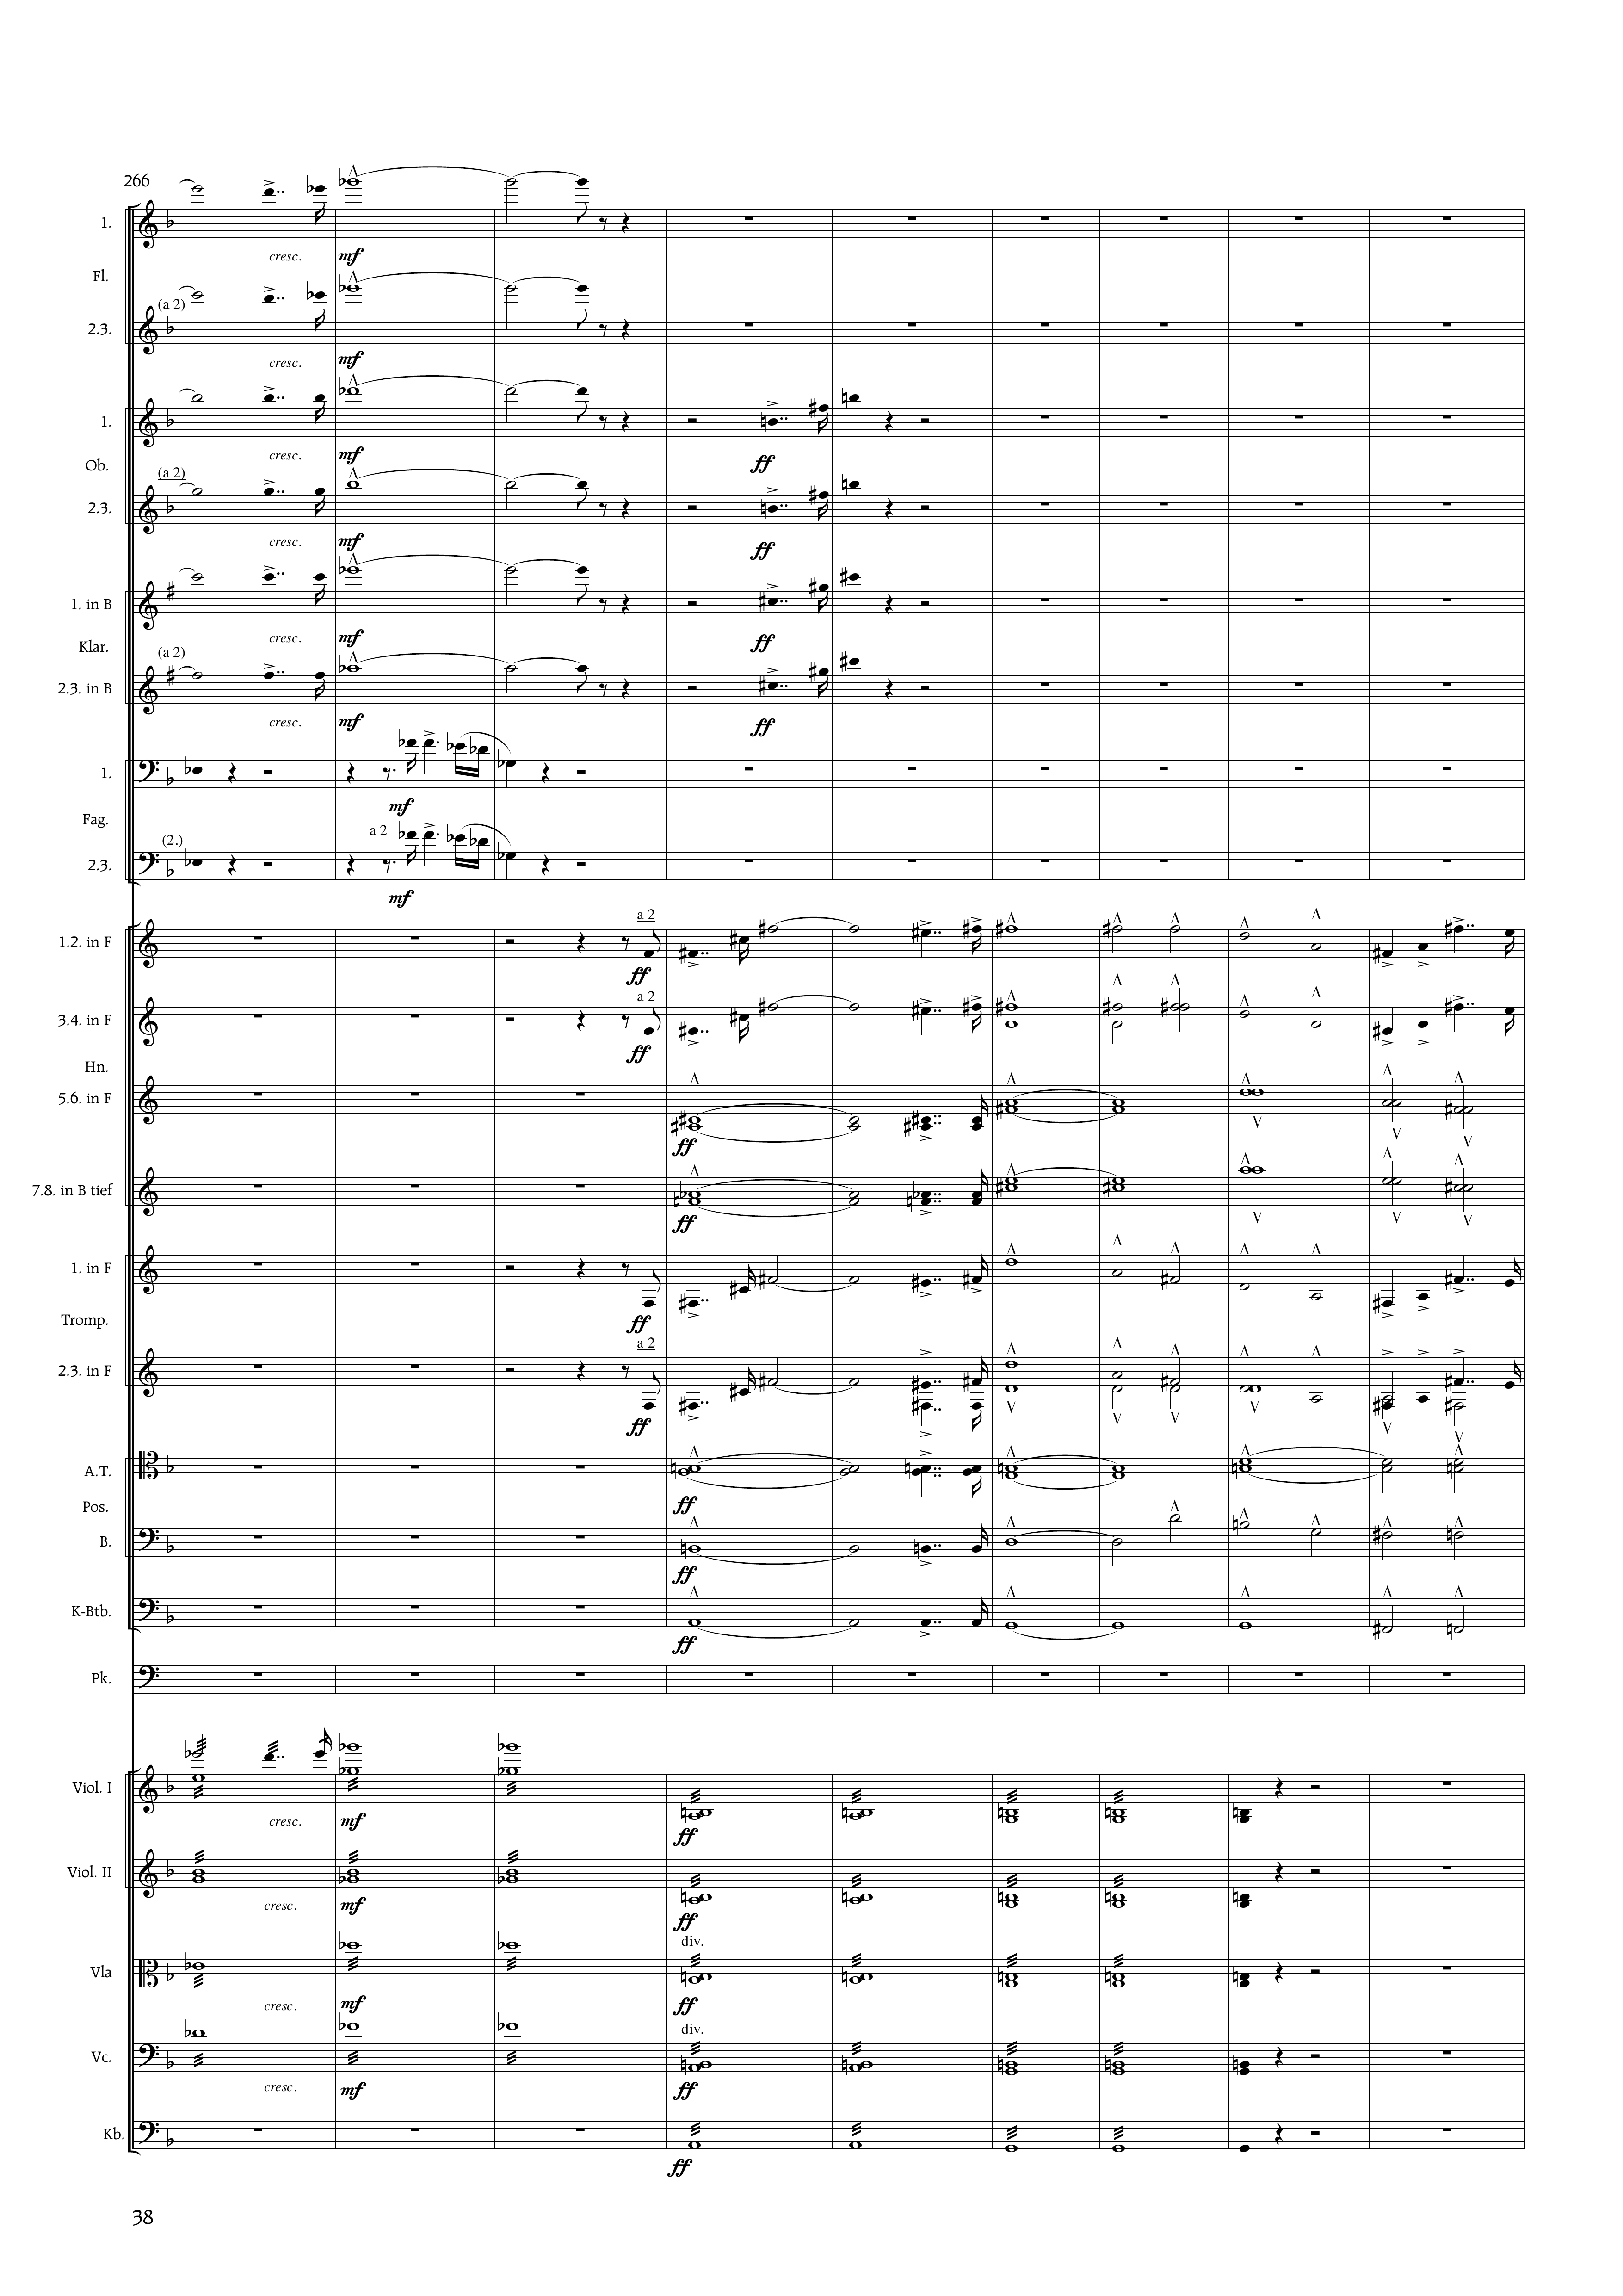 266
1.
cresc. mf
Fl.
(a 2)
2.3.
cresc. mf
1.
cresc. mf ff
Ob.
(a 2)
2.3.
cresc. mf ff
1. in B
cresc. mf ff
Klar.
(a 2)
2.3. in B
cresc. mf ff
1.
mf
Fag.
(2.) a 2
2.3.
mf
a 2
1.2. in F
ff
a 2
3.4. in F
ff
Hn.
5.6. in F
ff
7.8. in B tief
ff
1. in F
ff
Tromp.
a 2
2.3. in F
ff
A.T.
ff
Pos.
B.
ff
K-Btb.
ff
Pk.
Viol. I
cresc. mf ff
Viol. II
cresc. mf ff
div.
Vla
cresc. mf ff
div.
Vc.
cresc. mf ff
Kb.
ff
38